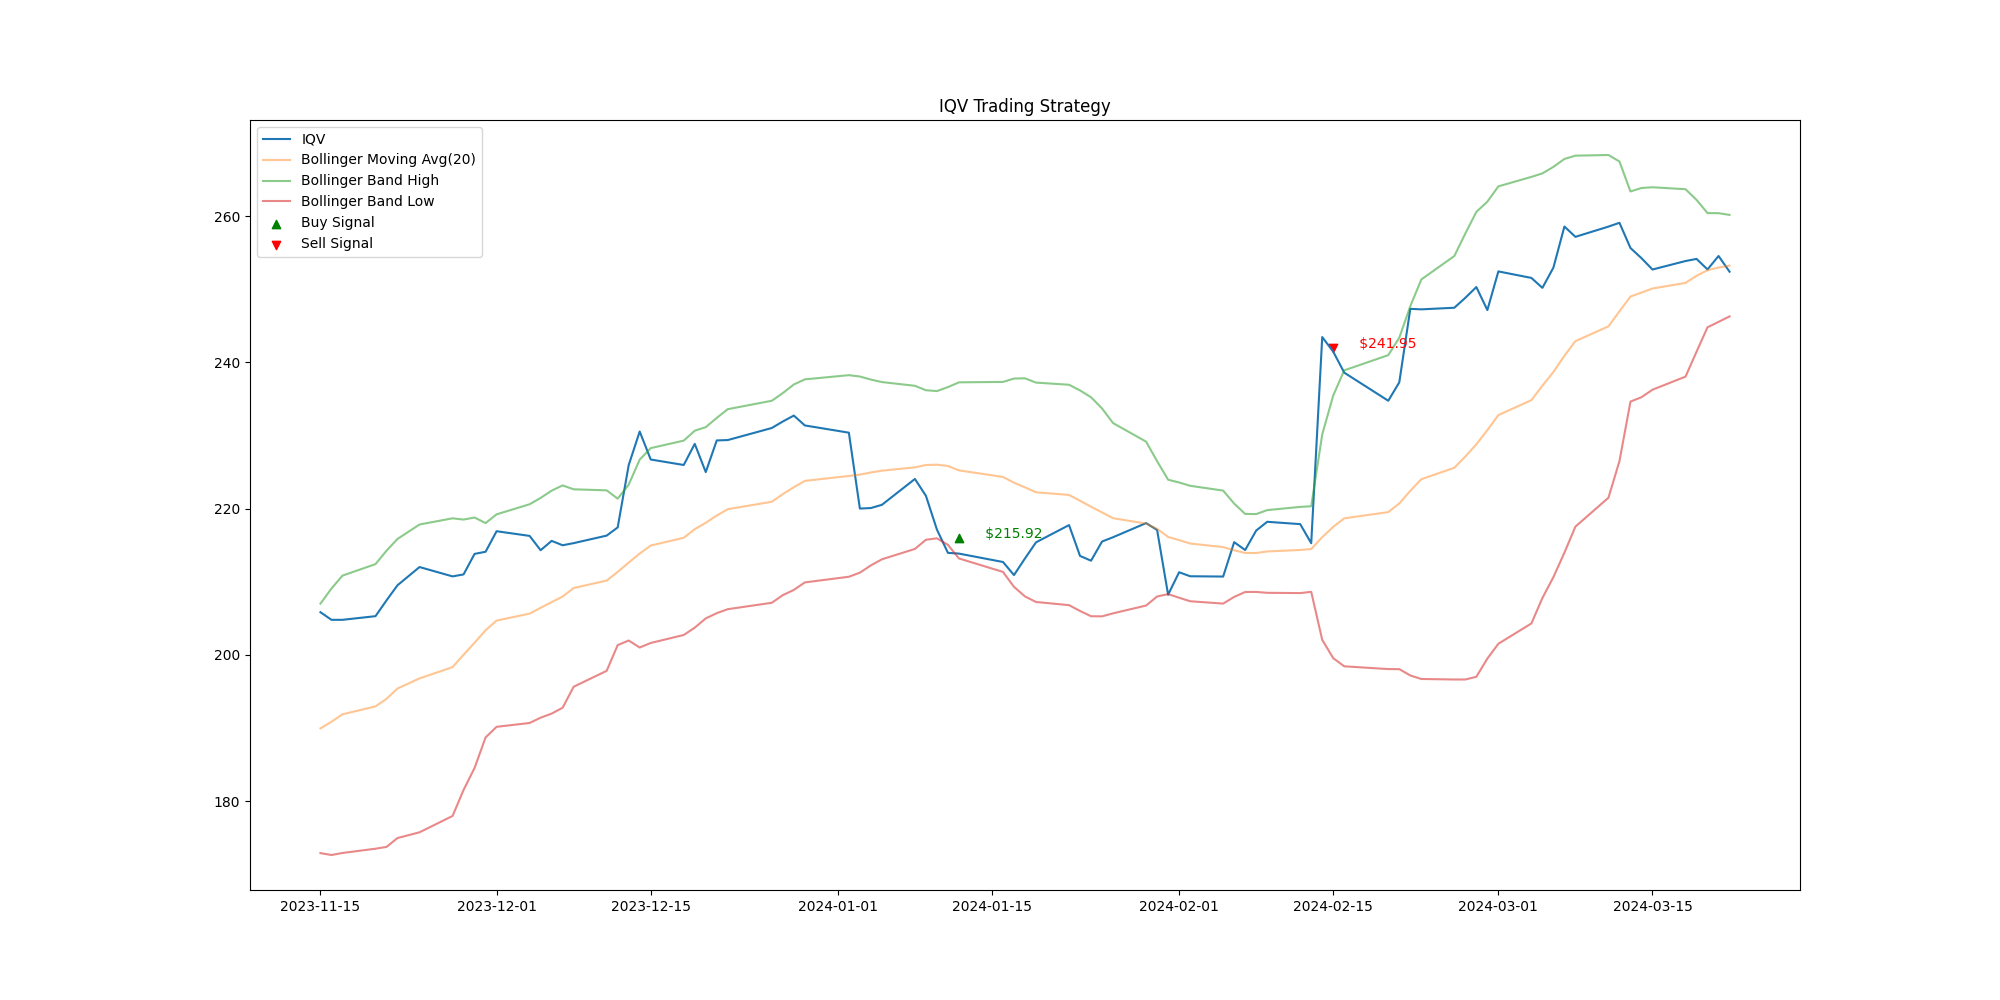 IQV Trading Strategy
IQV
Bollinger Moving Avg(20)
Bollinger Band High
Bollinger Band Low
Buy Signal
Sell Signal
260
240
220
200
180
$241.95
$215.92
2023-11-15
2023-12-01
2023-12-15
2024-01-01
2024-01-15
2024-02-01
2024-02-15
2024-03-01
2024-03-15